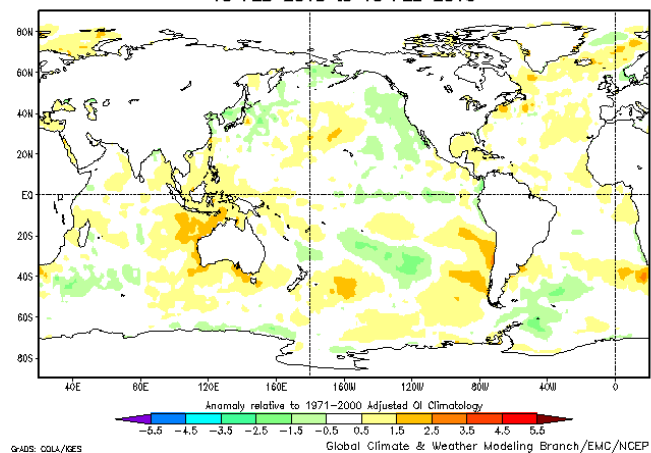 80N
60N
40N
20N
EQ
20S
40S
60S
80S
40E 80E 120E 160E 160W 120W 80W 40W 0
Anomaly relative to 1971-2000 Adjusted OI Climatology
-5.5 -4.5 -3.5 -2.5 -1.5 -0.5 0.5 1.5 2.5 3.5 4.5 5.5
GrADS: COLA/IGES
Global Climate & Weather Modeling Branch/EMC/NCEP